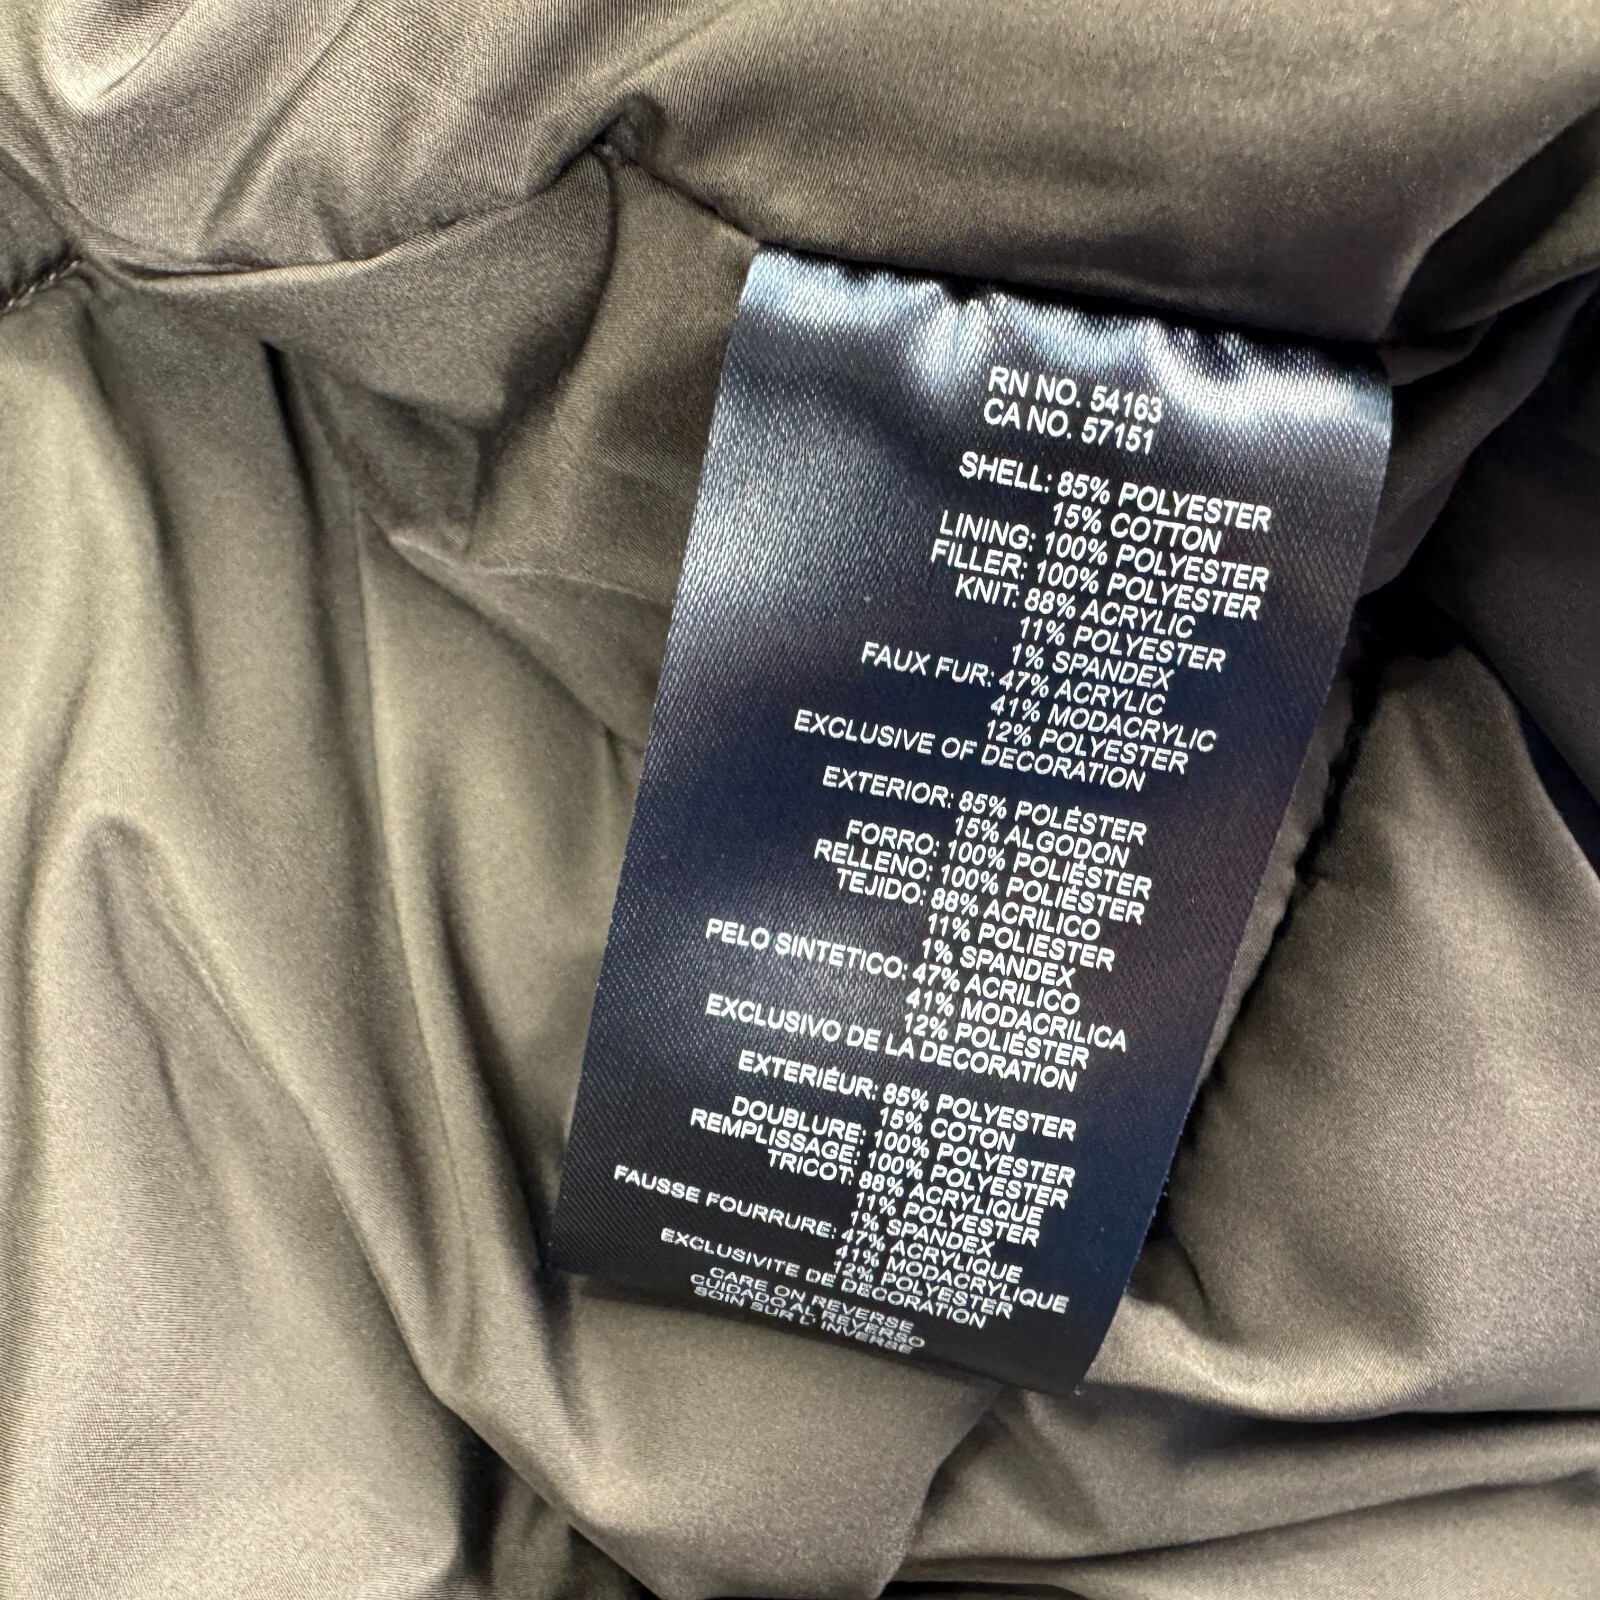 RN NO. 54163
CA NO. 57151
SHELL: 85% POLYESTER
15% COTTON
LINING: 100% POLYESTER
FILLER: 100% POLYESTER
KNIT: 88% ACRYLIC
11% POLYESTER
1% SPANDEX
FAUX FUR: 47% ACRYLIC
41% MODACRYLIC
12% POLYESTER
EXCLUSIVE OF DECORATION
EXTERIOR: 85% POLÉSTER
15% ALGODON
FORRO: 100% POLIÉSTER
RELLENO: 100% POLIÉSTER
TEJIDO: 88% ACRILICO
11% POLIESTER
1% SPANDEX
PELO SINTETICO: 47% ACRILICO
41% MODACRILICA
12% POLIÉSTER
EXCLUSIVO DE LA DECORATION
EXTERIÉUR: 85% POLYESTER
15% COTON
DOUBLURE: 100% POLYESTER
REMPLISSAGE: 100% POLYESTER
TRICOT: 88% ACRYLIQUE
11% POLYESTER
1% SPANDEX
FAUSSE FOURRURE: 47% ACRYLIQUE
41% MODACRYLIQUE
12% POLYESTER
EXCLUSIVITE DE DECORATION
CARE ON REVERSE
CUIDADO AL REVERSO
SOIN SUR L' INVERSE